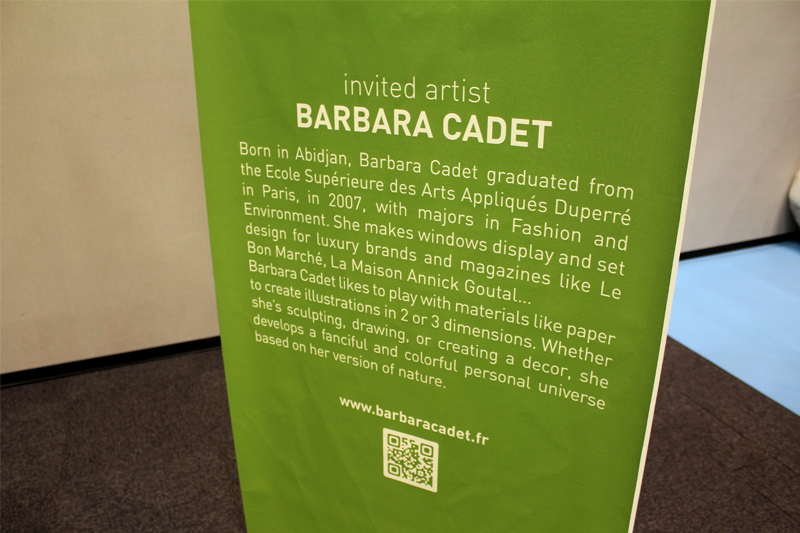 invited artist
BARBARA CADET
Born in Abidjan, Barbara Cadet graduated from
the Ecole Supérieure des Arts Appliqués Duperré
in Paris, in 2007, with majors in Fashion and
Environment. She makes windows display and set
design for luxury brands and magazines like Le
Bon Marché, La Maison Annick Goutal...
Barbara Cadet likes to play with materials like paper
to create illustrations in 2 or 3 dimensions. Whether
she's sculpting, drawing, or creating a decor, she
develops a fanciful and colorful personal universe
based on her version of nature.
www.barbaracadet.fr